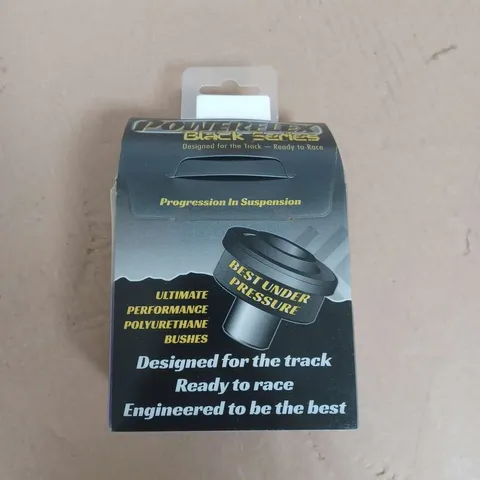 POWERFLEX
Black Series
Designed for the Track – Ready to Race
Progression In Suspension
BEST UNDER
PRESSURE
ULTIMATE
PERFORMANCE
POLYURETHANE
BUSHES
Designed for the track
Ready to race
Engineered to be the best